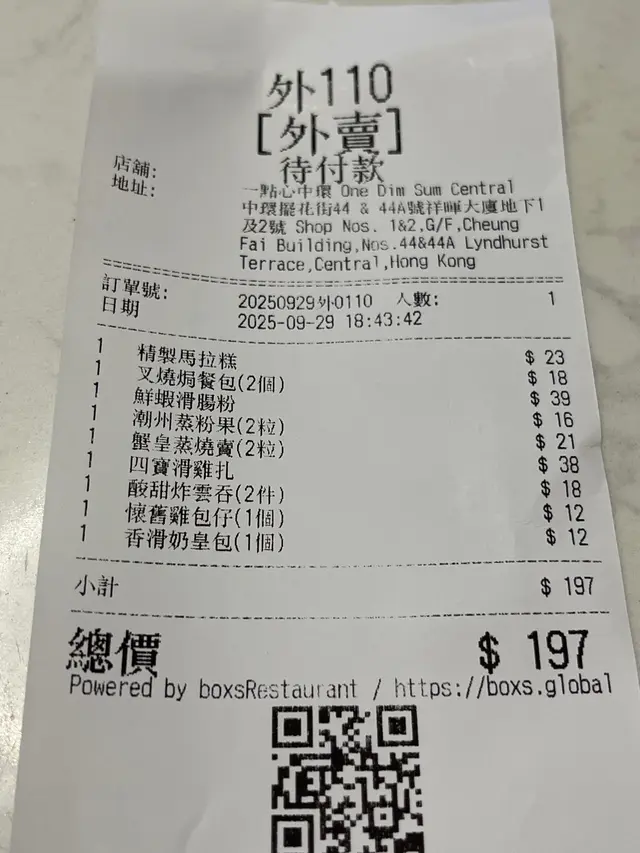 外110
[外賣]
待付款
店舖: 一點心中環 One Dim Sum Central
地址: 中環擺花街44 & 44A號祥暉大廈地下1
及2號 Shop Nos. 1&2,G/F,Cheung
Fai Building,Nos.44&44A Lyndhurst
Terrace,Central,Hong Kong
訂單號: 20250929外0110 人數: 1
日期 2025-09-29 18:43:42
1 精製馬拉糕 $ 23
1 叉燒焗餐包(2個) $ 18
1 鮮蝦滑腸粉 $ 39
1 潮州蒸粉果(2粒) $ 16
1 蟹皇蒸燒賣(2粒) $ 21
1 四寶滑雞扎 $ 38
1 酸甜炸雲吞(2件) $ 18
1 懷舊雞包仔(1個) $ 12
1 香滑奶皇包(1個) $ 12
小計 $ 197
總價 $ 197
Powered by boxsRestaurant / https://boxs.global